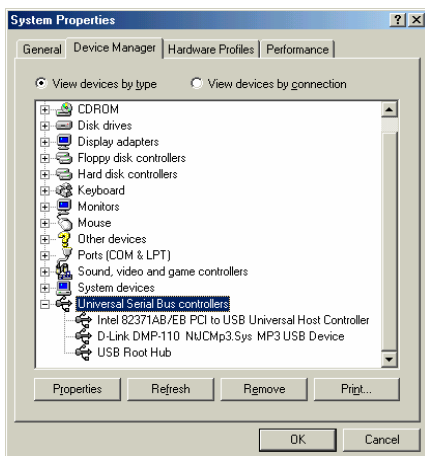 System Properties
General Device Manager Hardware Profiles Performance
View devices by type View devices by connection
CDROM
Disk drives
Display adapters
Floppy disk controllers
Hard disk controllers
Keyboard
Monitors
Mouse
Other devices
Ports (COM & LPT)
Sound, video and game controllers
System devices
Universal Serial Bus controllers
Intel 82371AB/EB PCI to USB Universal Host Controller
D-Link DMP-110 NtJCMp3.Sys MP3 USB Device
USB Root Hub
Properties Refresh Remove Print...
OK Cancel